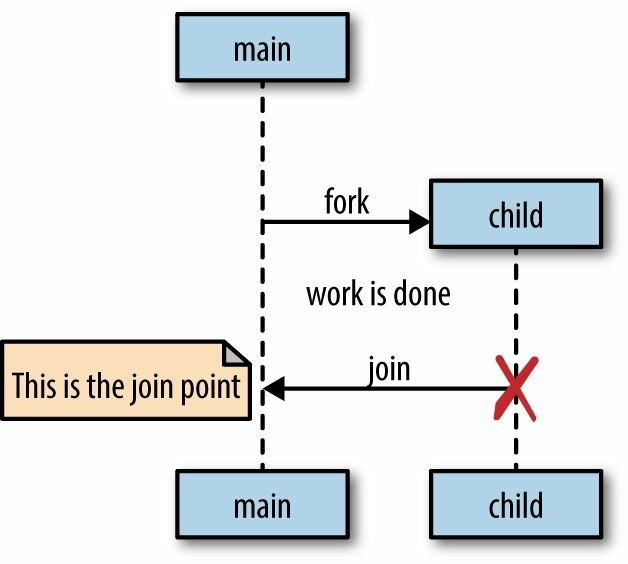 main
fork
child
work is done
join
This is the join point
main
child